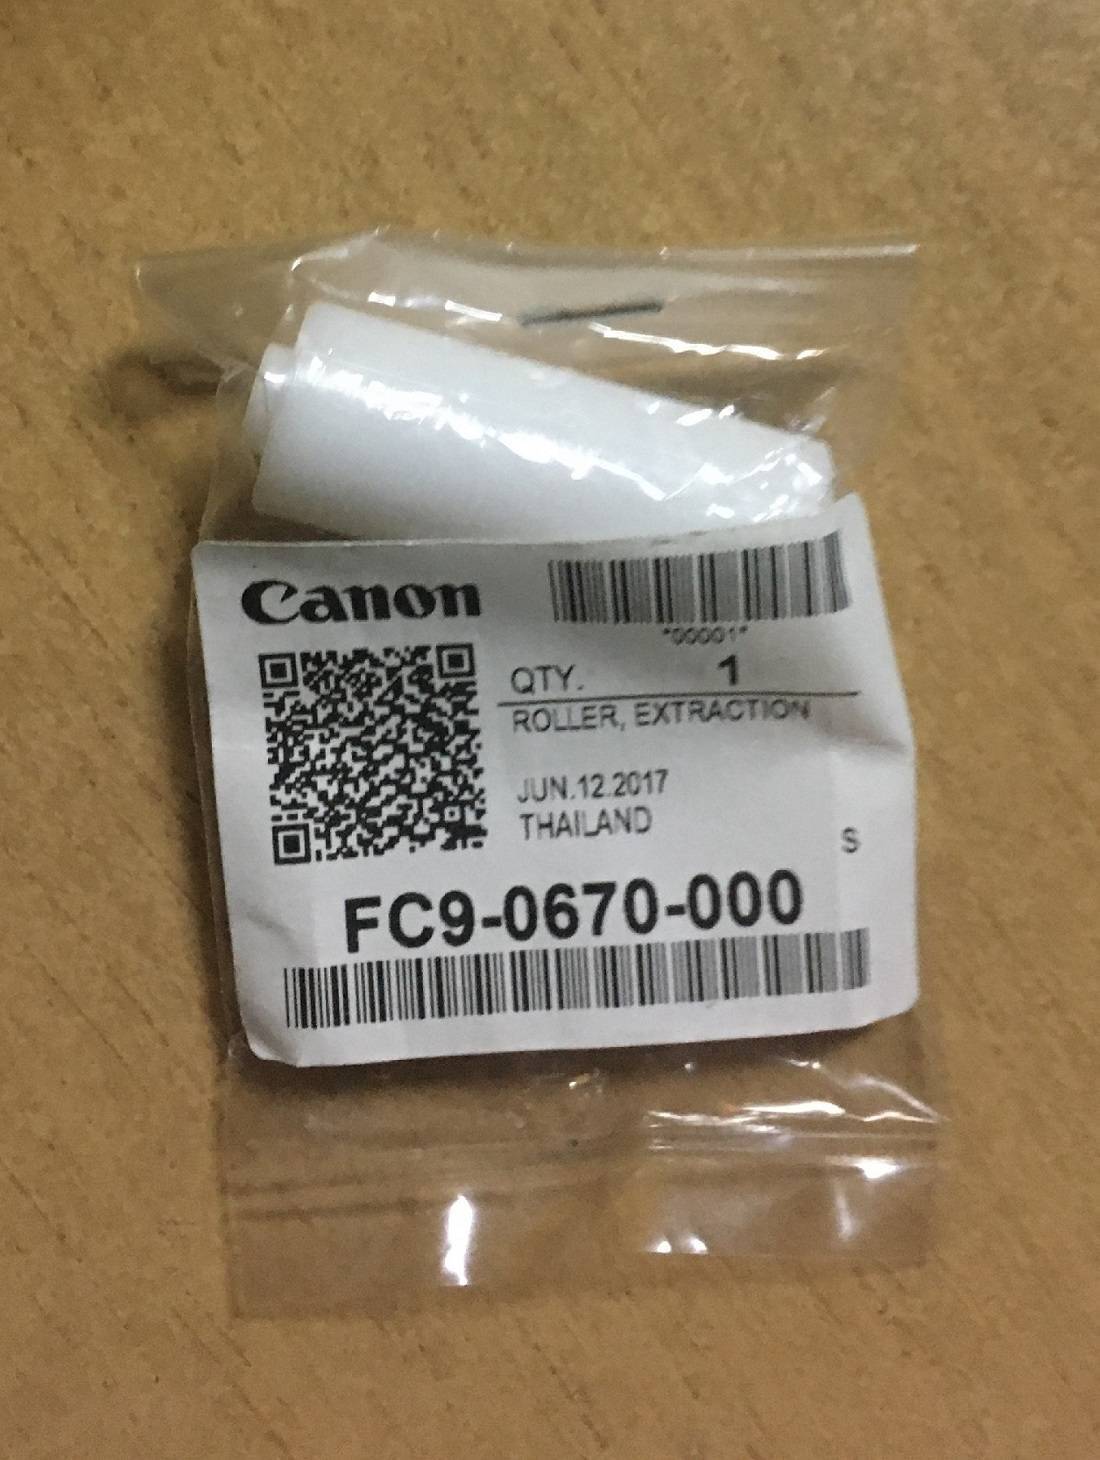 Canon
*00001*
QTY. 1
ROLLER, EXTRACTION
JUN.12.2017
THAILAND
S
FC9-0670-000